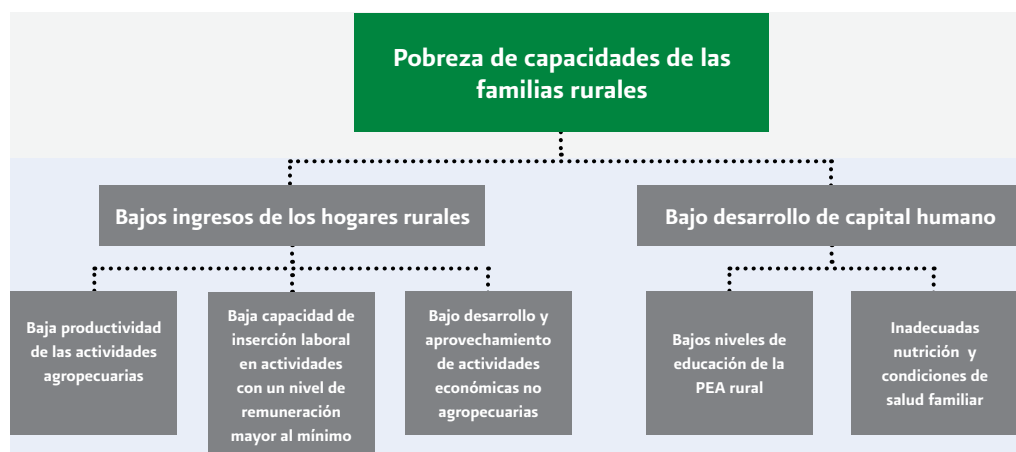 Pobreza de capacidades de las
familias rurales
Bajos ingresos de los hogares rurales
Bajo desarrollo de capital humano
Baja productividad
de las actividades
agropecuarias
Baja capacidad de
inserción laboral
en actividades
con un nivel de
remuneración
mayor al mínimo
Bajo desarrollo y
aprovechamiento
de actividades
económicas no
agropecuarias
Bajos niveles de
educación de la
PEA rural
Inadecuadas
nutrición y
condiciones de
salud familiar